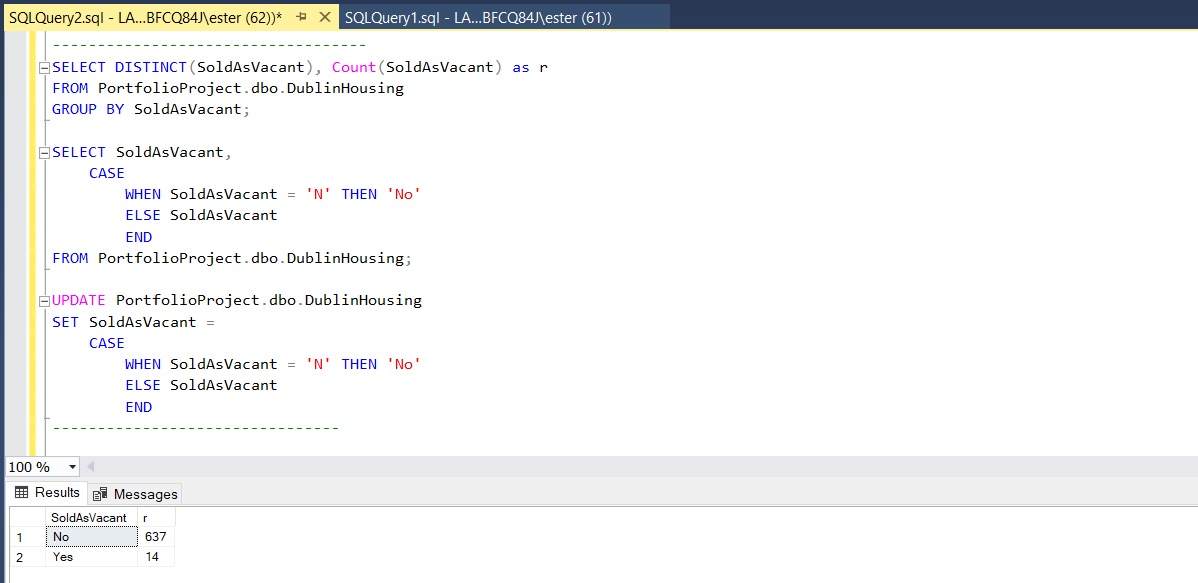 SQLQuery2.sql - LA...BFCQ84J\ester (62))* SQLQuery1.sql - LA...BFCQ84J\ester (61))
-----------------------------------
SELECT DISTINCT(SoldAsVacant), Count(SoldAsVacant) as r
FROM PortfolioProject.dbo.DublinHousing
GROUP BY SoldAsVacant;
SELECT SoldAsVacant,
CASE
WHEN SoldAsVacant = 'N' THEN 'No'
ELSE SoldAsVacant
END
FROM PortfolioProject.dbo.DublinHousing;
UPDATE PortfolioProject.dbo.DublinHousing
SET SoldAsVacant =
CASE
WHEN SoldAsVacant = 'N' THEN 'No'
ELSE SoldAsVacant
END
--------------------------------
100 %
Results Messages
SoldAsVacant r
1 No 637
2 Yes 14